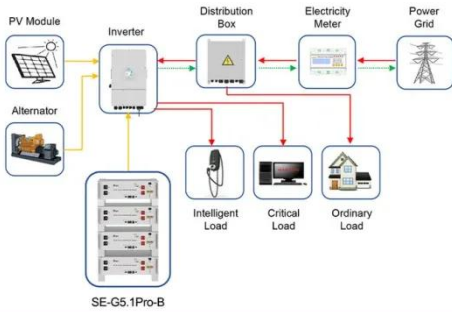 PV Module
Inverter
Distribution
Box
Electricity
Meter
Power
Grid
Alternator
Intelligent
Load
Critical
Load
Ordinary
Load
SE-G5.1Pro-B